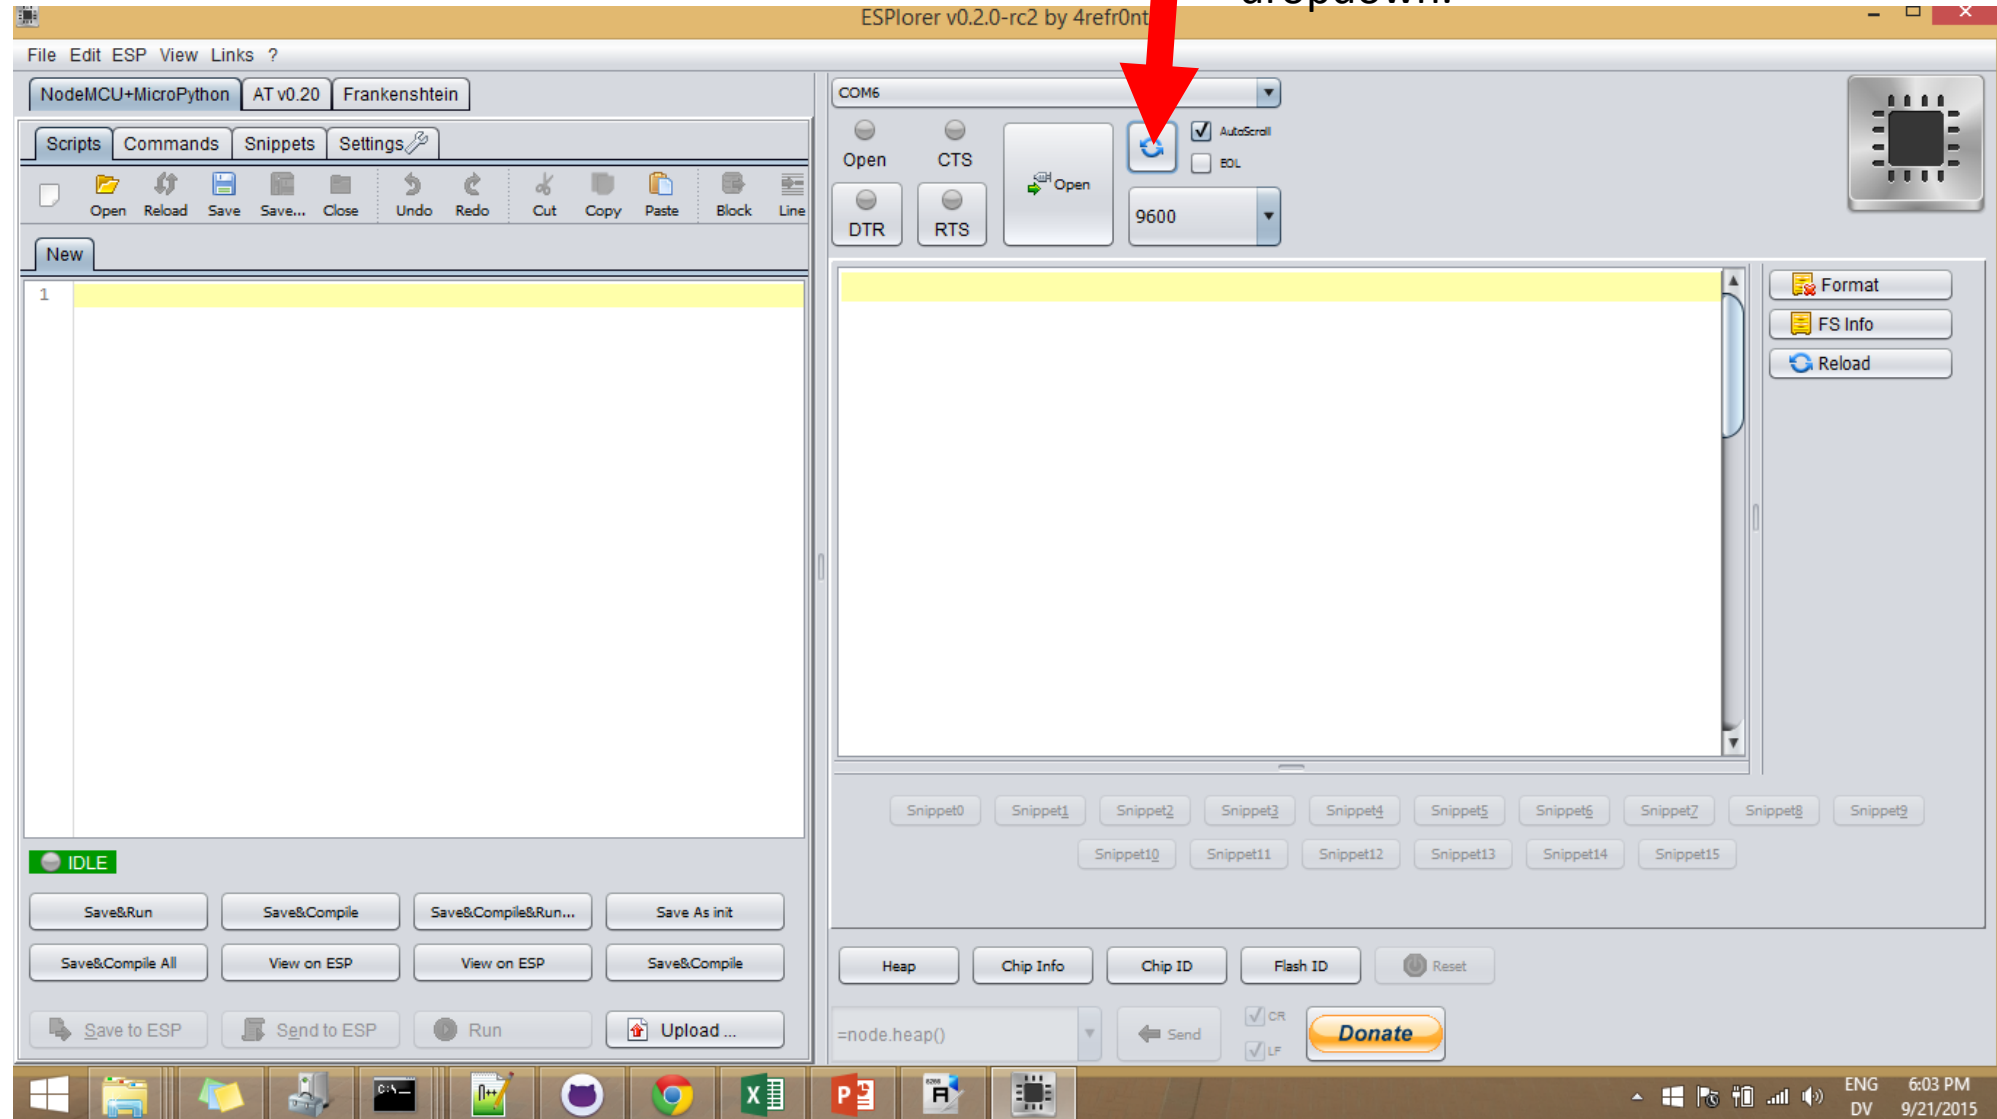 dropdown.
ESPlorer v0.2.0-rc2 by 4refr0nt
File Edit ESP View Links ?
NodeMCU+MicroPython AT v0.20 Frankenshtein
Scripts Commands Snippets Settings
Open Reload Save Save... Close Undo Redo Cut Copy Paste Block Line
New
1
IDLE
Save&Run Save&Compile Save&Compile&Run... Save As init
Save&Compile All View on ESP View on ESP Save&Compile
Save to ESP Send to ESP Run Upload ...
COM6
Open CTS Open AutoScroll
EOL
DTR RTS 9600
Format
FS Info
Reload
Snippet0 Snippet1 Snippet2 Snippet3 Snippet4 Snippet5 Snippet6 Snippet7 Snippet8 Snippet9
Snippet10 Snippet11 Snippet12 Snippet13 Snippet14 Snippet15
Heap Chip Info Chip ID Flash ID Reset
=node.heap() Send CR
LF
Donate
ENG 6:03 PM
DV 9/21/2015